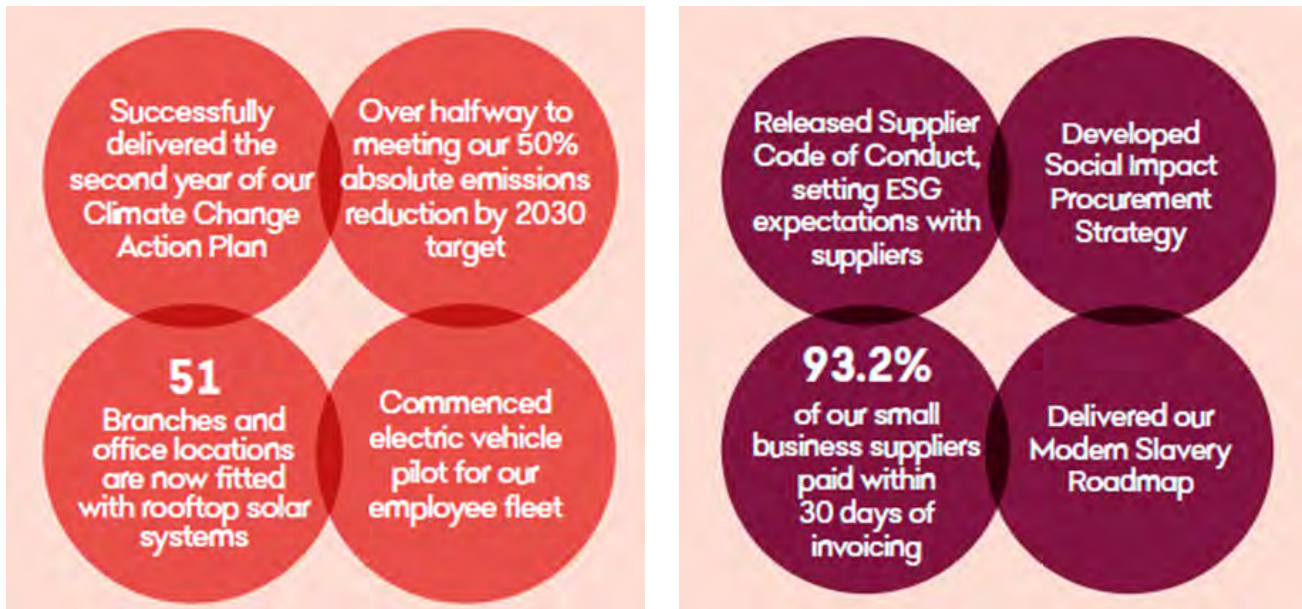 Successfully
delivered the
second year of our
Climate Change
Action Plan
Over halfway to
meeting our 50%
absolute emissions
reduction by 2030
target
51
Branches and
office locations
are now fitted
with rooftop solar
systems
Commenced
electric vehicle
pilot for our
employee fleet
Released Supplier
Code of Conduct,
setting ESG
expectations with
suppliers
Developed
Social Impact
Procurement
Strategy
93.2%
of our small
business suppliers
paid within
30 days of
invoicing
Delivered our
Modern Slavery
Roadmap